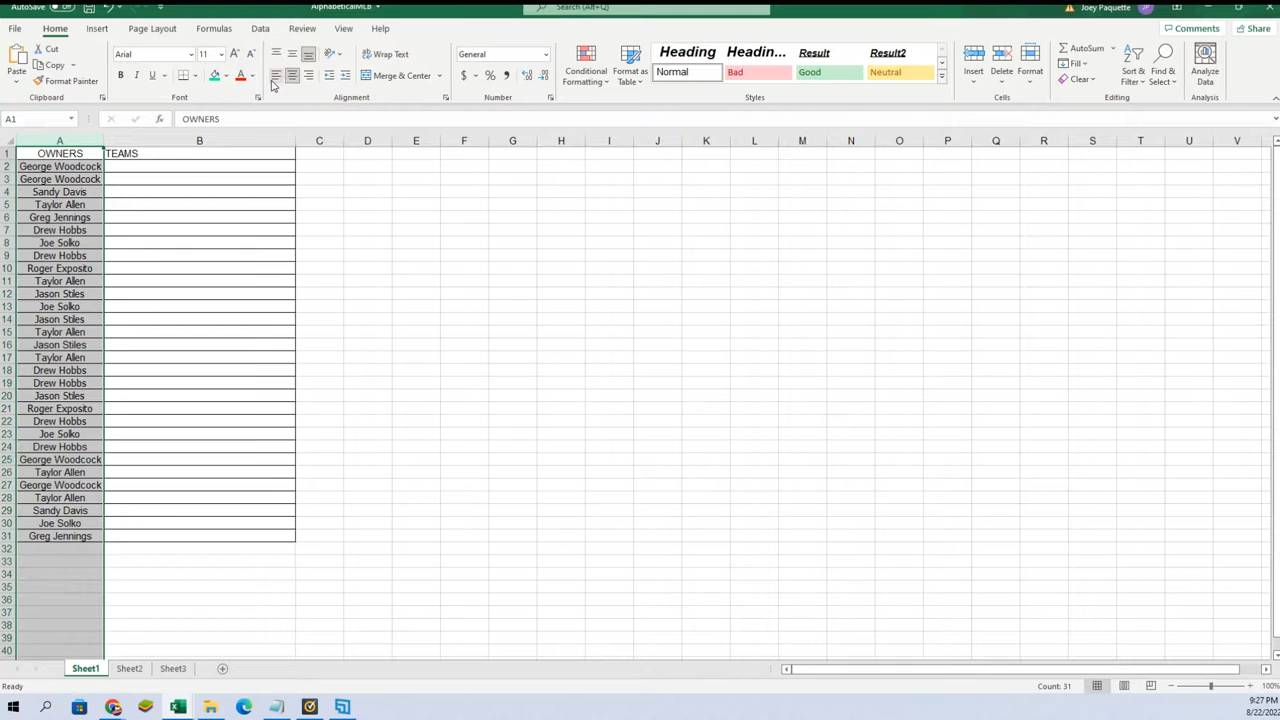 AutoSave Off AlphabeticalMLB Search (Alt+Q) Joey Paquette JP
Home Insert Page Layout Formulas Data Review View Help Comments Share
Paste Cut Copy Format Painter Clipboard
Arial 11 B I U Font
Wrap Text Merge & Center Alignment
General $ % Number
Conditional Formatting Format as Table
Heading Headin... Result Result2
Normal Bad Good Neutral
Styles
Insert Delete Format Cells
AutoSum Fill Clear Sort & Filter Find & Select Editing
Analyze Data Analysis
A1 fx OWNERS
A B C D E F G H I J K L M N O P Q R S T U V
1 OWNERS TEAMS
2 George Woodcock
3 George Woodcock
4 Sandy Davis
5 Taylor Allen
6 Greg Jennings
7 Drew Hobbs
8 Joe Solko
9 Drew Hobbs
10 Roger Exposito
11 Taylor Allen
12 Jason Stiles
13 Joe Solko
14 Jason Stiles
15 Taylor Allen
16 Jason Stiles
17 Taylor Allen
18 Drew Hobbs
19 Drew Hobbs
20 Jason Stiles
21 Roger Exposito
22 Drew Hobbs
23 Joe Solko
24 Drew Hobbs
25 George Woodcock
26 Taylor Allen
27 George Woodcock
28 Taylor Allen
29 Sandy Davis
30 Joe Solko
31 Greg Jennings
32
33
34
35
36
37
38
39
40
Sheet1 Sheet2 Sheet3
Ready Count: 31 100%
9:27 PM
8/22/2022